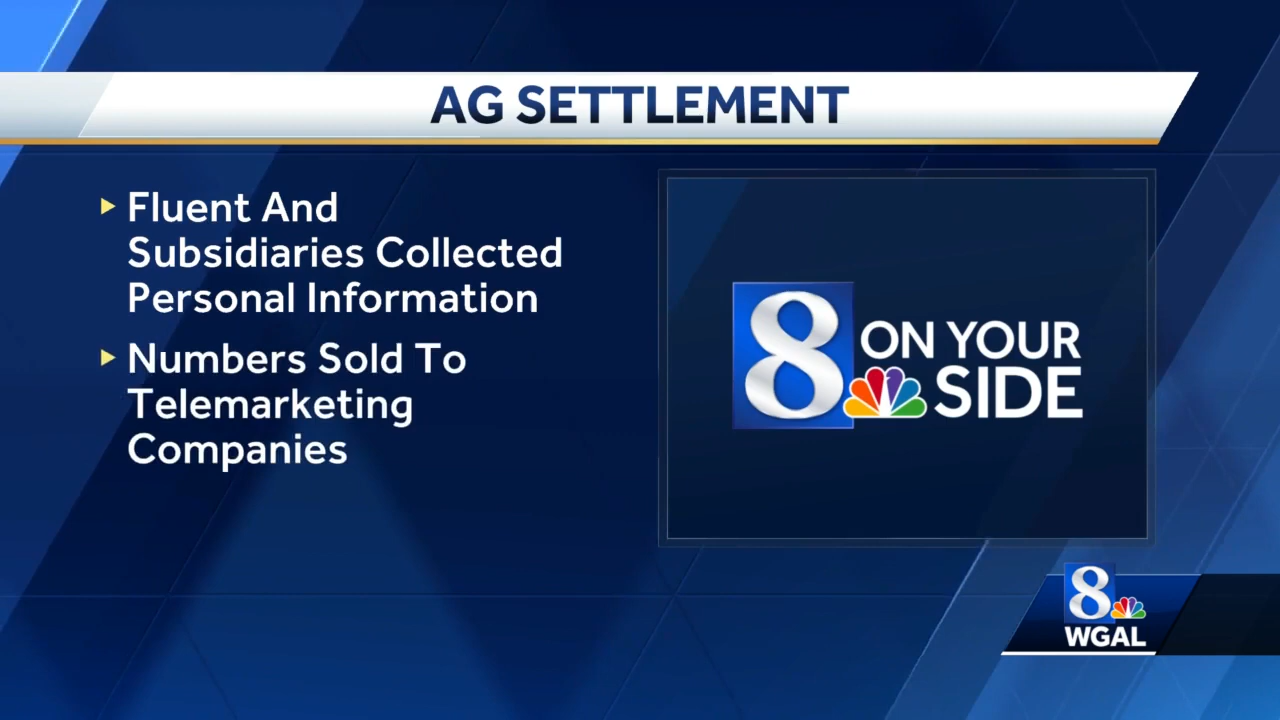 AG SETTLEMENT
Fluent And
Subsidiaries Collected
Personal Information
Numbers Sold To
Telemarketing
Companies
8 ON YOUR
SIDE
8
WGAL